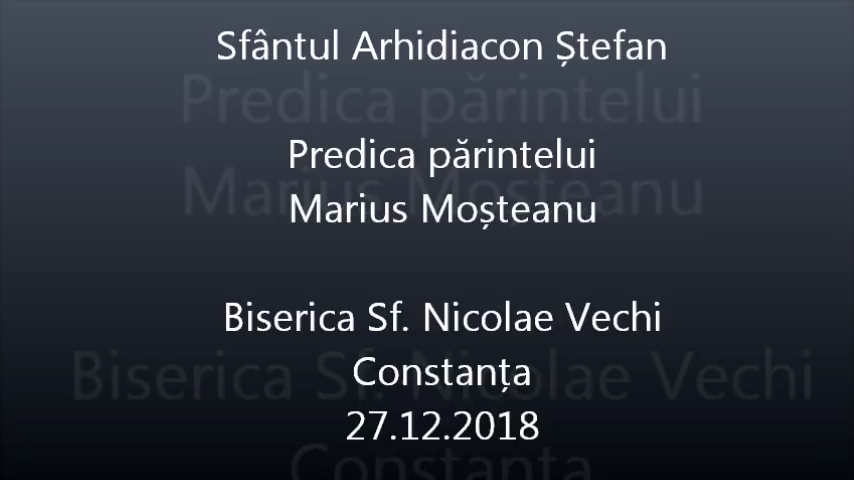 Sfântul Arhidiacon Ștefan
Predica părintelui
Marius Moșteanu
Biserica Sf. Nicolae Vechi
Constanța
27.12.2018